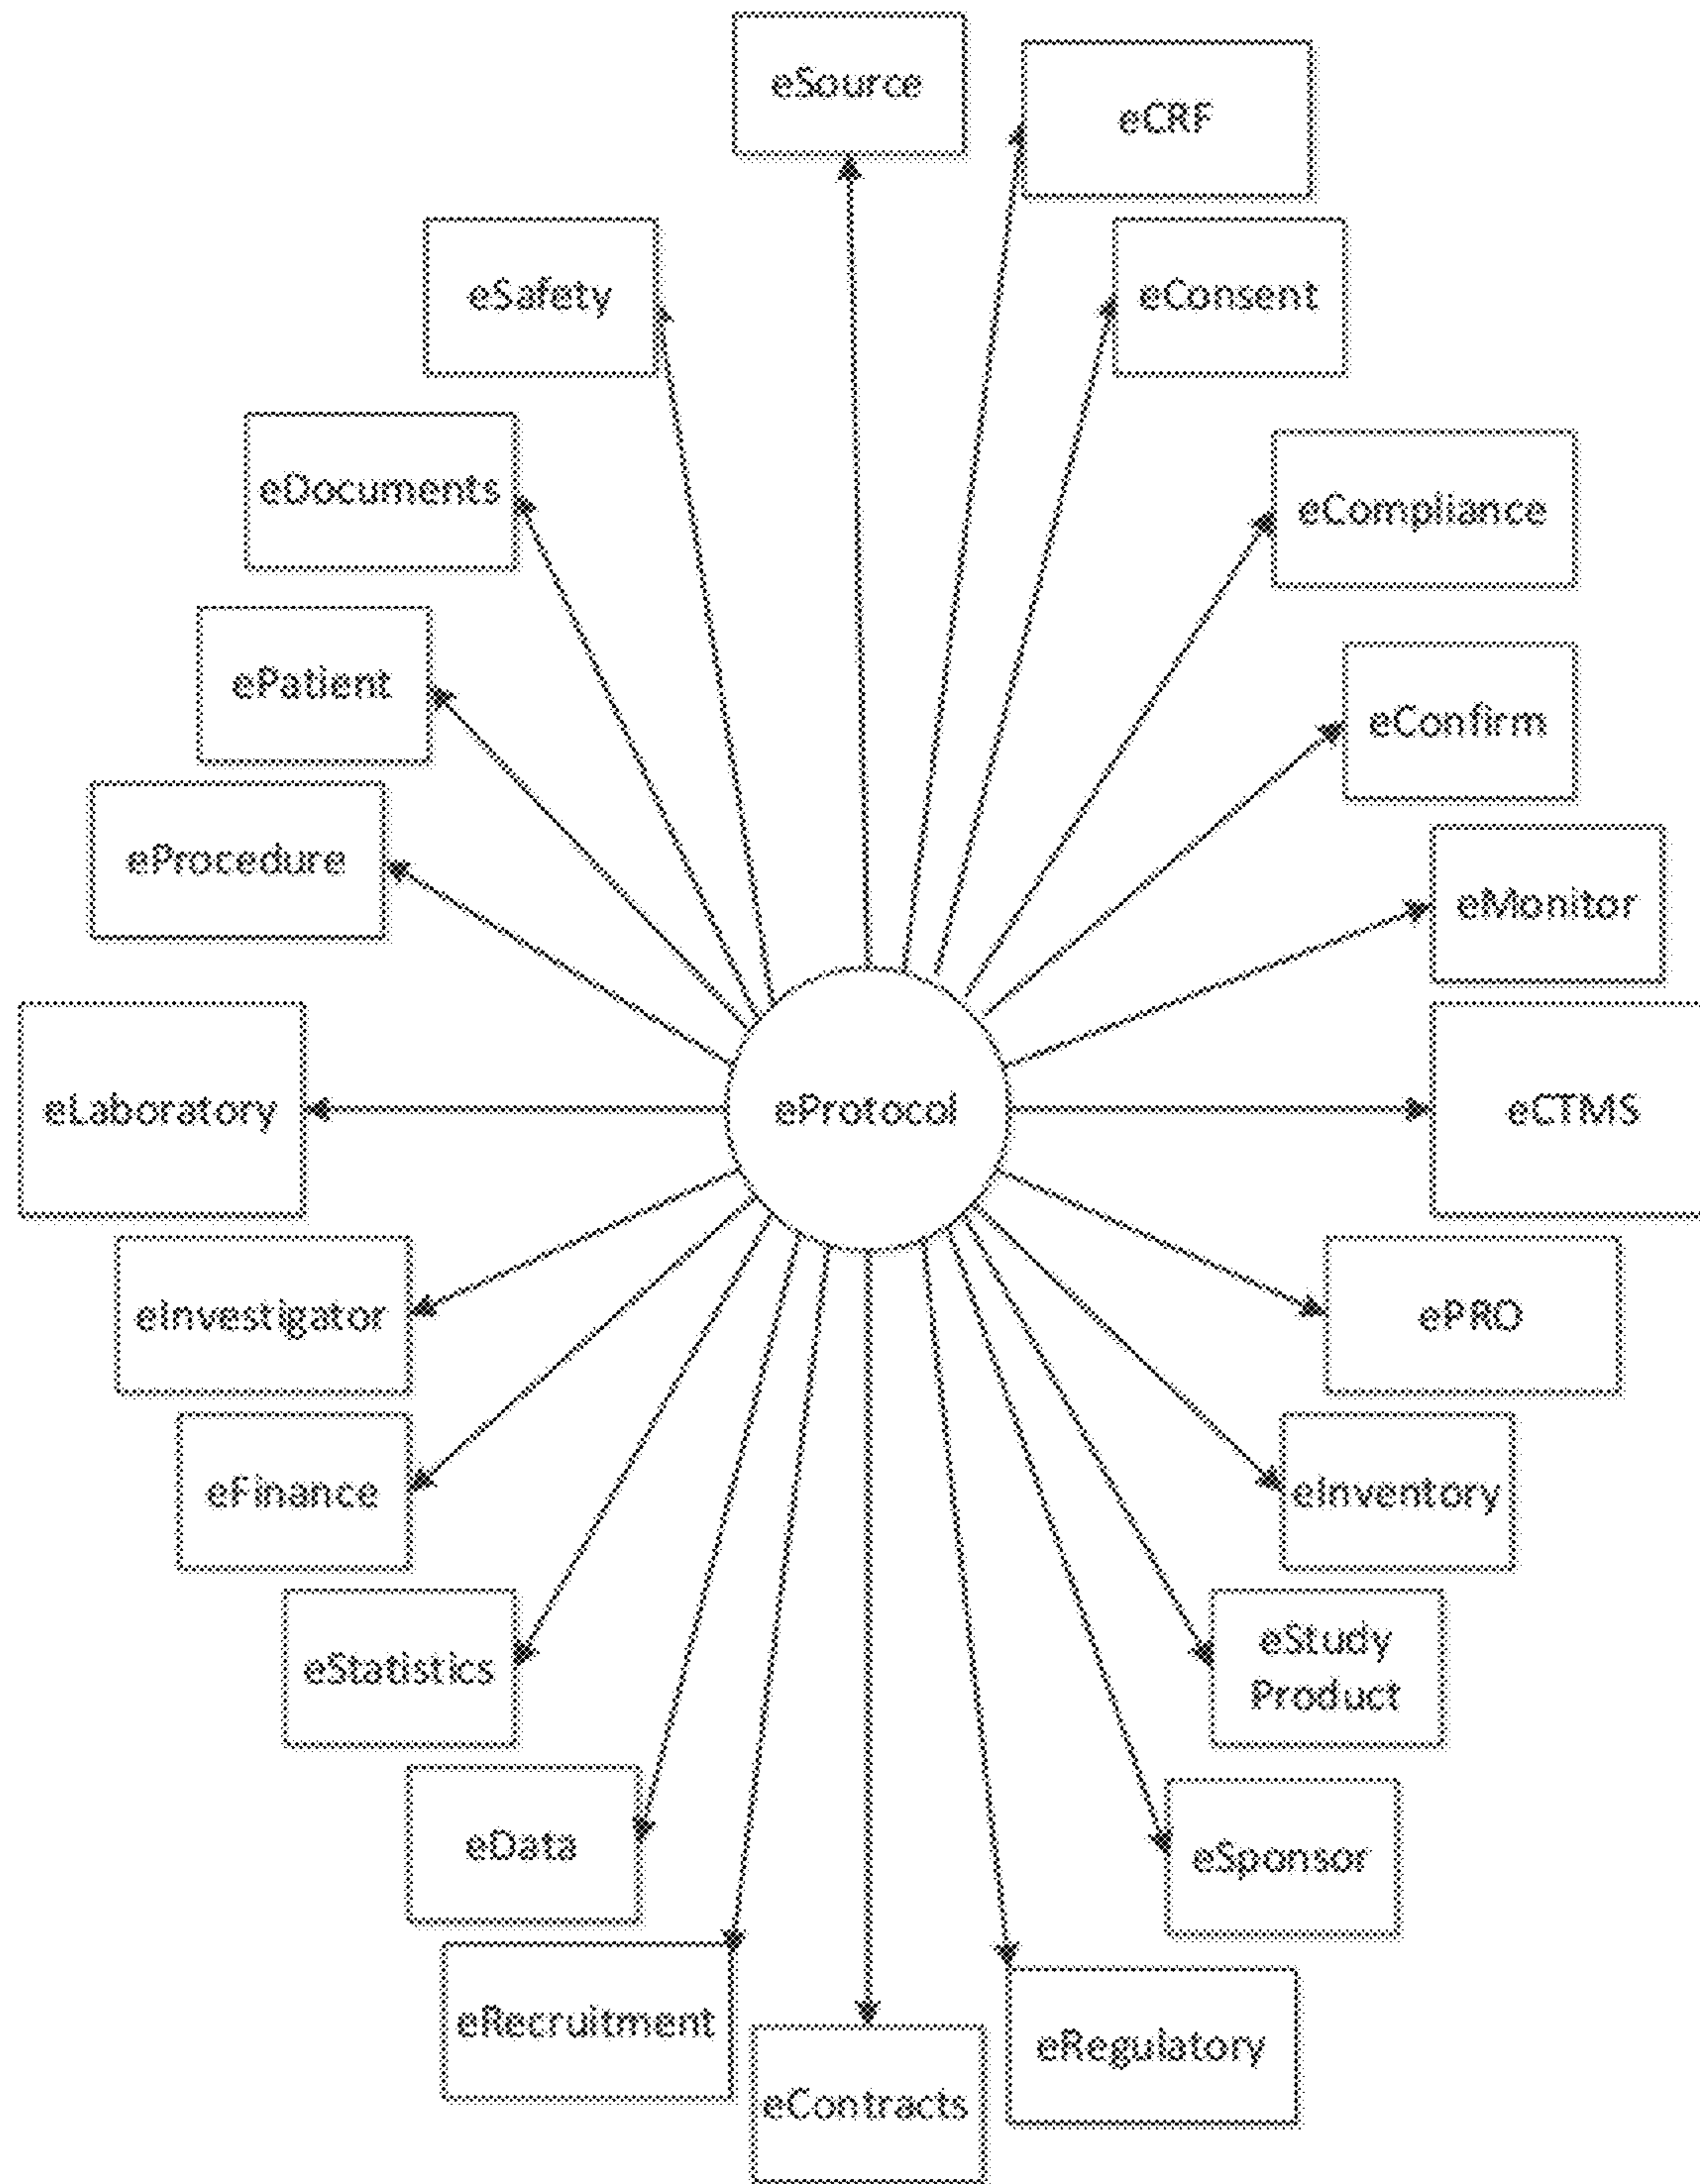 eSource
eCRF
eSafety
eConsent
eDocuments
eCompliance
ePatient
eConfirm
eProcedure
eMonitor
eLaboratory
eProtocol
eCTMS
eInvestigator
ePRO
eFinance
eInventory
eStatistics
eStudy
Product
eData
eSponsor
eRecruitment
eRegulatory
eContracts